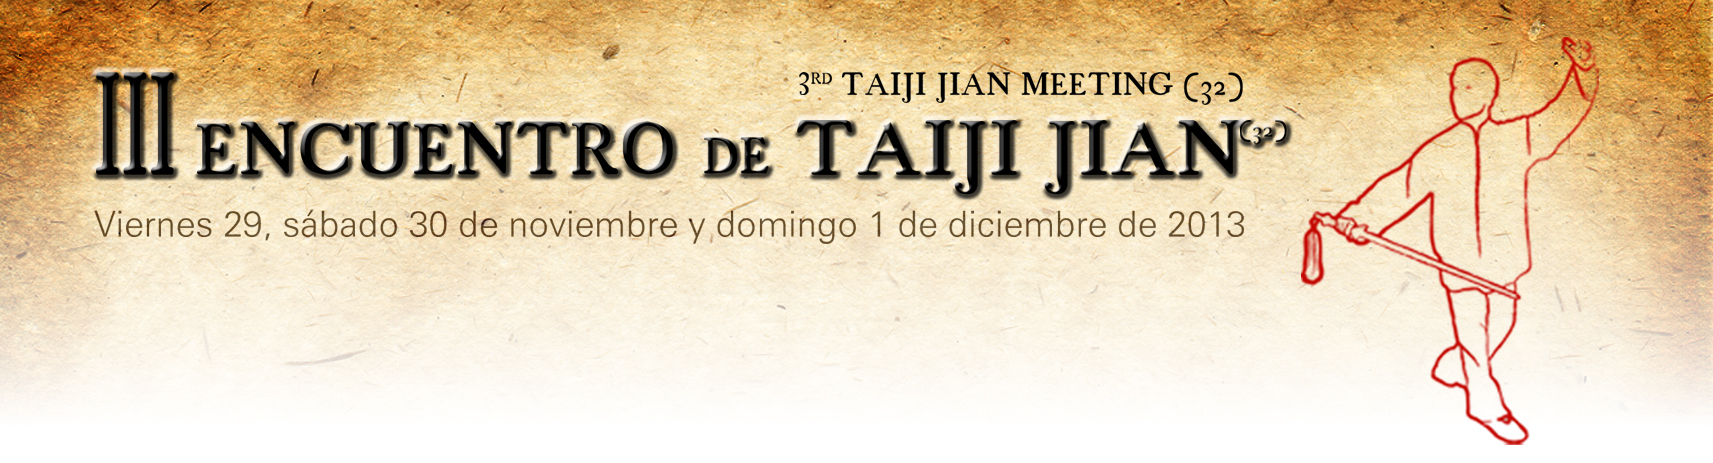 3RD TAIJI JIAN MEETING (32)
III ENCUENTRO DE TAIJI JIAN(32)
Viernes 29, sábado 30 de noviembre y domingo 1 de diciembre de 2013